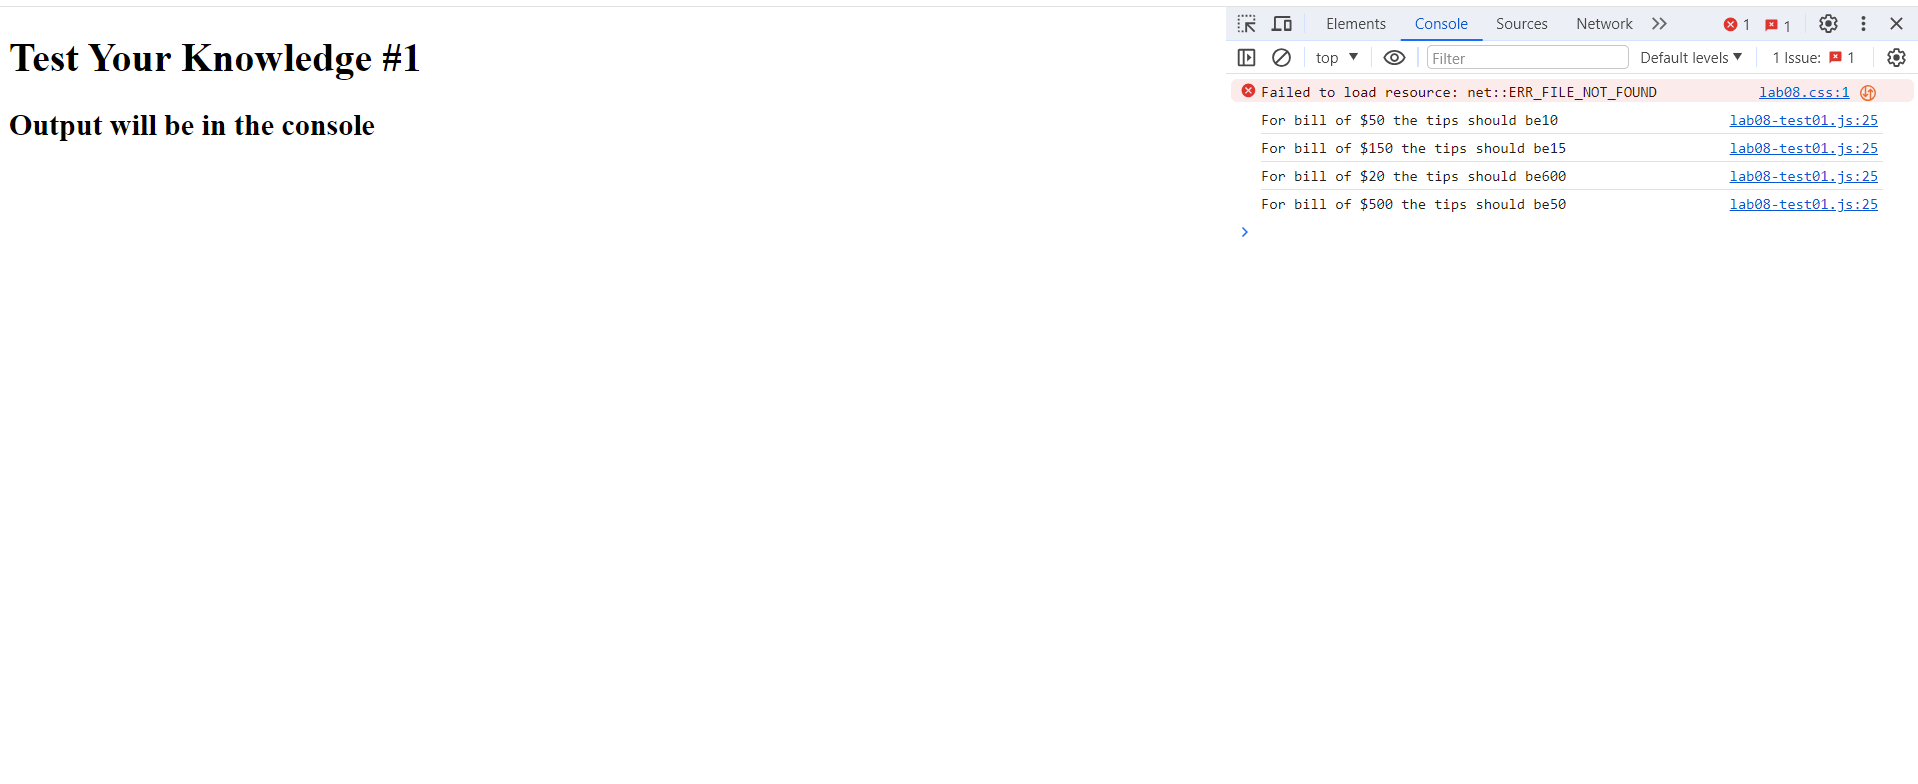 Test Your Knowledge #1
Output will be in the console
Elements Console Sources Network 1 1
top Filter Default levels 1 Issue: 1
Failed to load resource: net::ERR_FILE_NOT_FOUND lab08.css:1
For bill of $50 the tips should be10 lab08-test01.js:25
For bill of $150 the tips should be15 lab08-test01.js:25
For bill of $20 the tips should be600 lab08-test01.js:25
For bill of $500 the tips should be50 lab08-test01.js:25